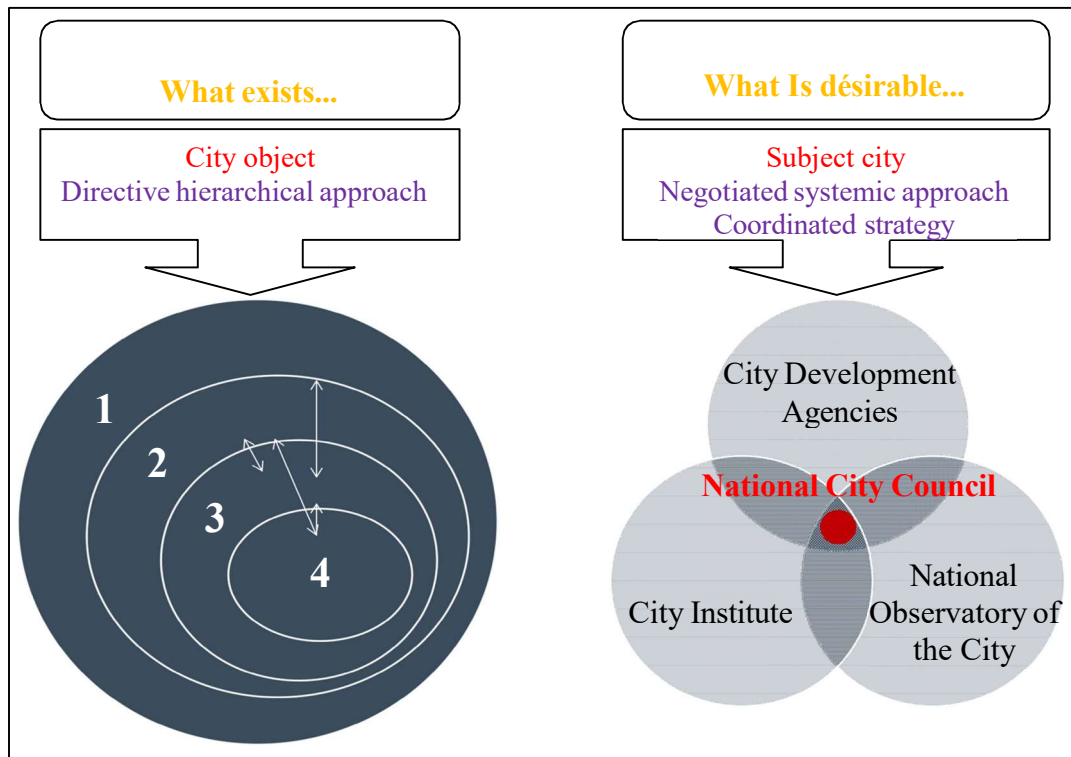 What exists...
City object
Directive hierarchical approach
1
2
3
4
What Is désirable...
Subject city
Negotiated systemic approach
Coordinated strategy
City Development
Agencies
National City Council
City Institute
National
Observatory of
the City